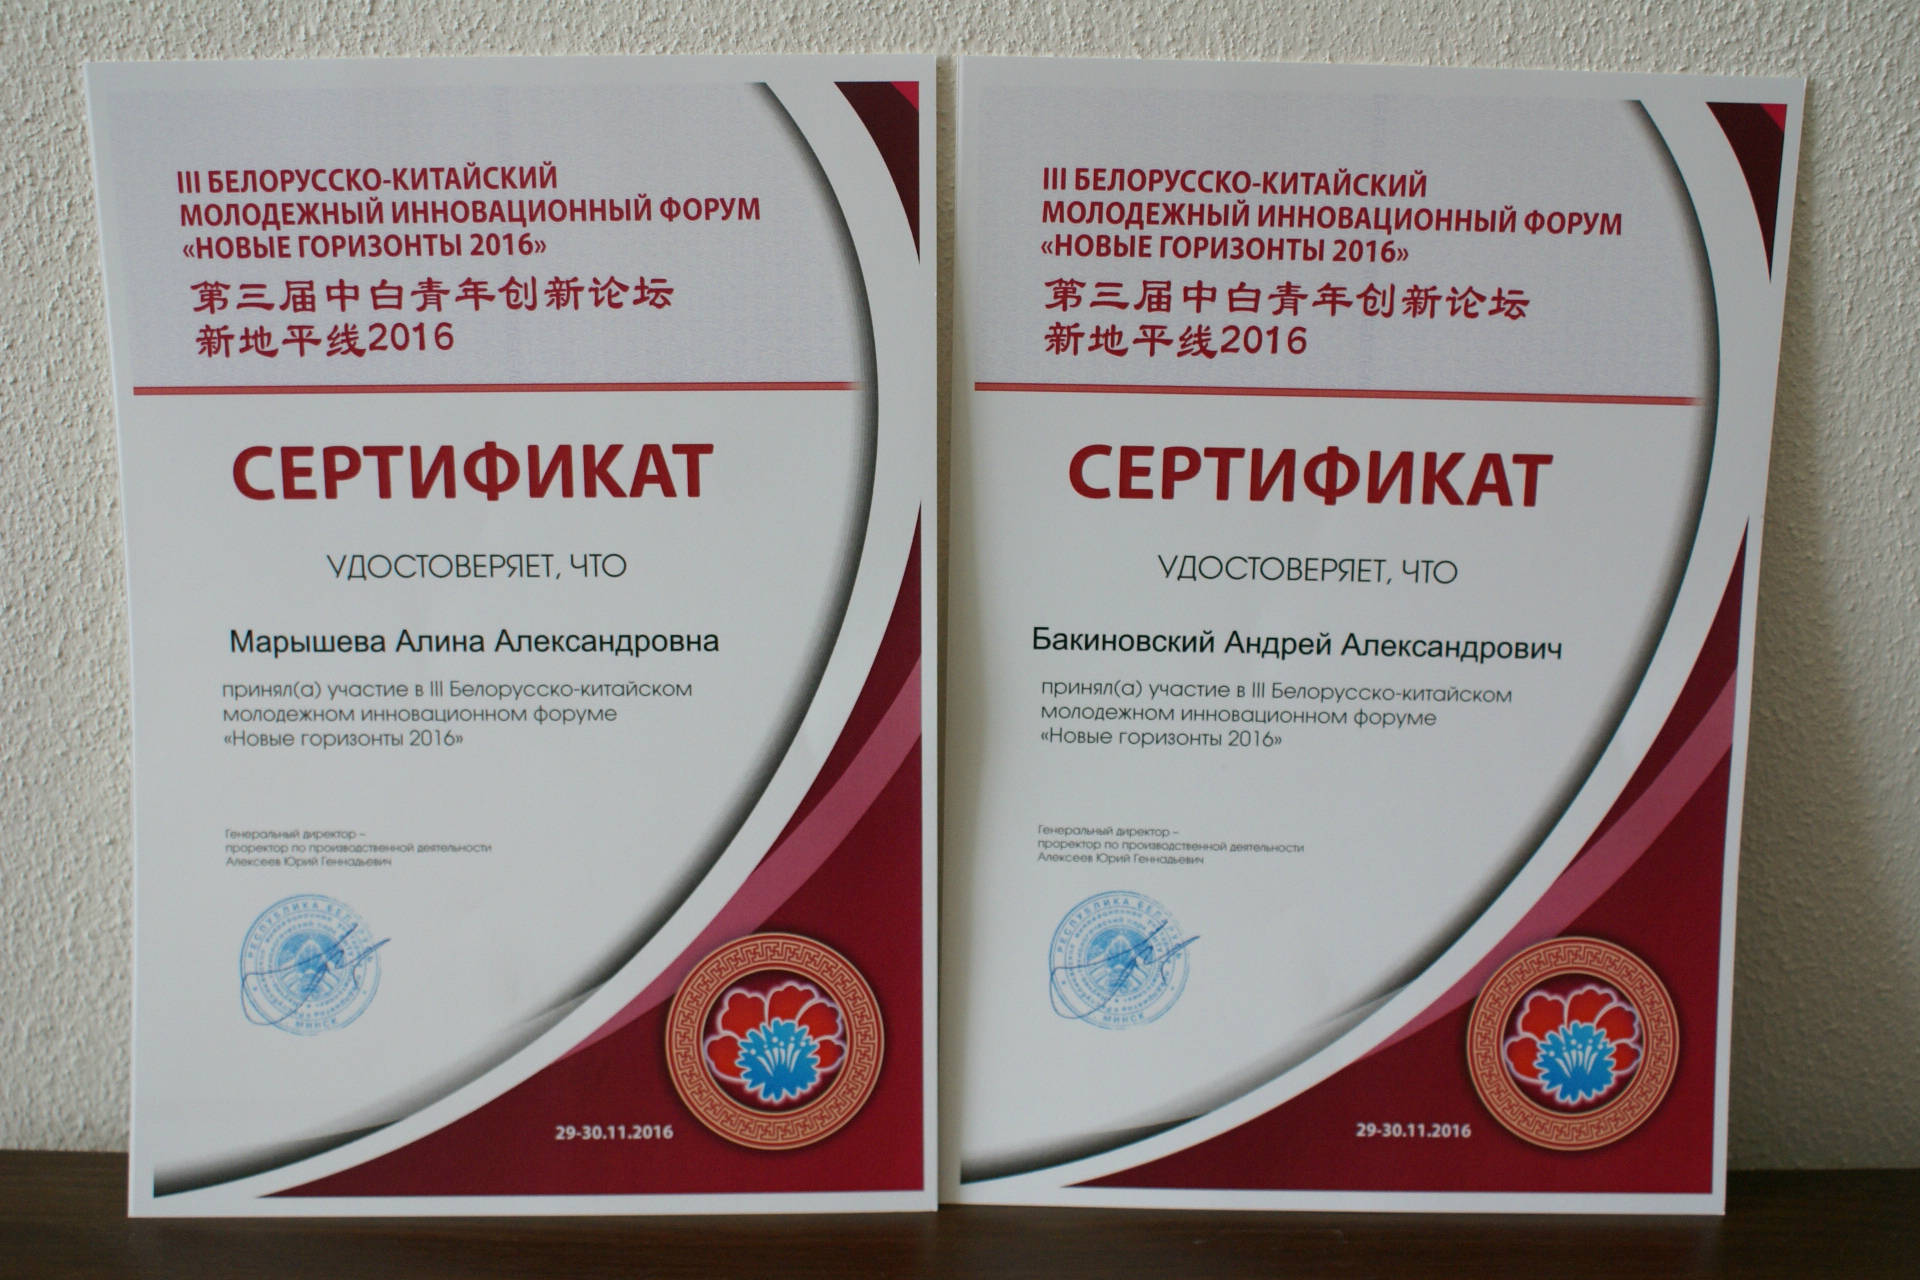 III БЕЛОРУССКО-КИТАЙСКИЙ
МОЛОДЕЖНЫЙ ИННОВАЦИОННЫЙ ФОРУМ
«НОВЫЕ ГОРИЗОНТЫ 2016»
第三届中白青年创新论坛
新地平线2016
СЕРТИФИКАТ
УДОСТОВЕРЯЕТ, ЧТО
Марышева Алина Александровна
принял(а) участие в III Белорусско-китайском
молодежном инновационном форуме
«Новые горизонты 2016»
Генеральный директор –
проректор по производственной деятельности
Алексеев Юрий Геннадьевич
РЕСПУБЛИКА
МИНСК
29-30.11.2016
III БЕЛОРУССКО-КИТАЙСКИЙ
МОЛОДЕЖНЫЙ ИННОВАЦИОННЫЙ ФОРУМ
«НОВЫЕ ГОРИЗОНТЫ 2016»
第三届中白青年创新论坛
新地平线2016
СЕРТИФИКАТ
УДОСТОВЕРЯЕТ, ЧТО
Бакиновский Андрей Александрович
принял(а) участие в III Белорусско-китайском
молодежном инновационном форуме
«Новые горизонты 2016»
Генеральный директор –
проректор по производственной деятельности
Алексеев Юрий Геннадьевич
РЕСПУБЛИКА
МИНСК
29-30.11.2016